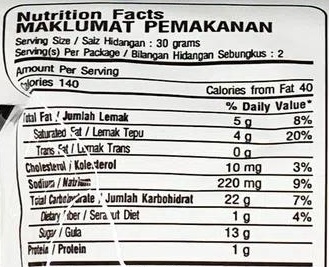 Nutrition Facts
MAKLUMAT PEMAKANAN
Serving Size / Saiz Hidangan : 30 grams
Serving(s) Per Package / Bilangan Hidangan Sebungkus : 2
Amount Per Serving
Calories 140 Calories from Fat 40
% Daily Value*
Total Fat / Jumlah Lemak 5 g 8%
Saturated Fat / Lemak Tepu 4 g 20%
Trans Fat / Lemak Trans 0 g
Cholesterol / Kolesterol 10 mg 3%
Sodium / Natrium 220 mg 9%
Total Carbohydrate / Jumlah Karbohidrat 22 g 7%
Dietary Fiber / Serabut Diet 1 g 4%
Sugar / Gula 13 g
Protein / Protein 1 g